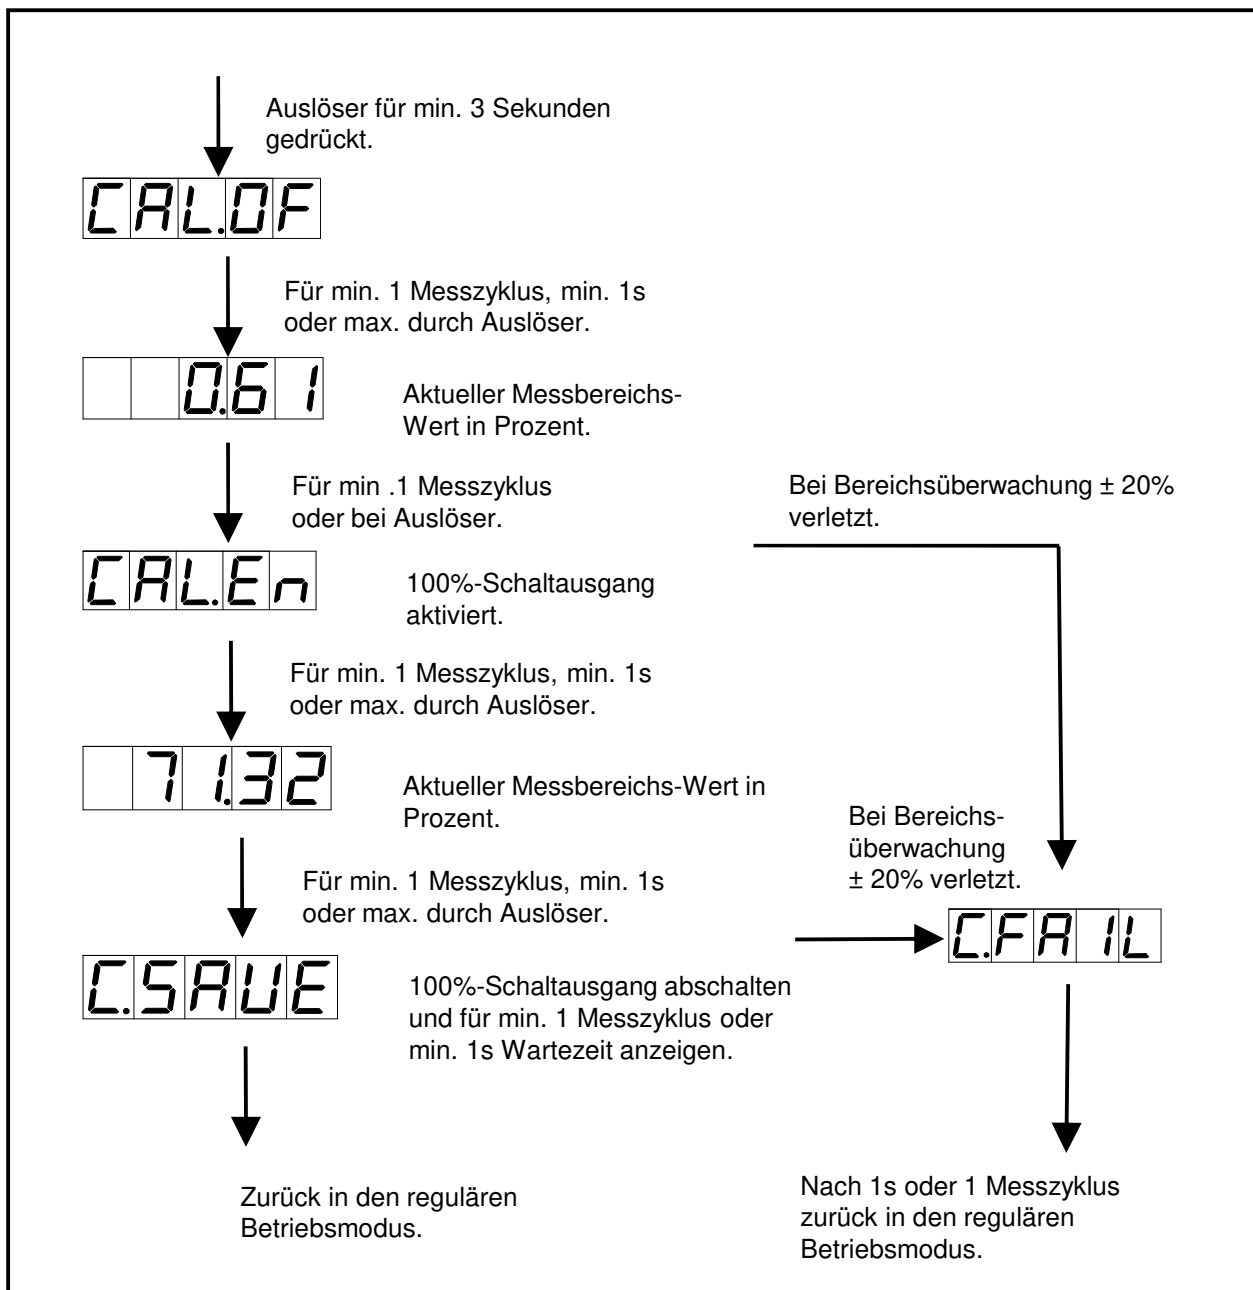 Auslöser für min. 3 Sekunden
gedrückt.
CAL.OF
Für min. 1 Messzyklus, min. 1s
oder max. durch Auslöser.
0.61
Aktueller Messbereichs-
Wert in Prozent.
Für min .1 Messzyklus
oder bei Auslöser.
Bei Bereichsüberwachung ± 20%
verletzt.
CAL.En
100%-Schaltausgang
aktiviert.
Für min. 1 Messzyklus, min. 1s
oder max. durch Auslöser.
71.32
Aktueller Messbereichs-Wert in
Prozent.
Bei Bereichs-
überwachung
± 20% verletzt.
Für min. 1 Messzyklus, min. 1s
oder max. durch Auslöser.
C.FAIL
C.SAVE
100%-Schaltausgang abschalten
und für min. 1 Messzyklus oder
min. 1s Wartezeit anzeigen.
Zurück in den regulären
Betriebsmodus.
Nach 1s oder 1 Messzyklus
zurück in den regulären
Betriebsmodus.